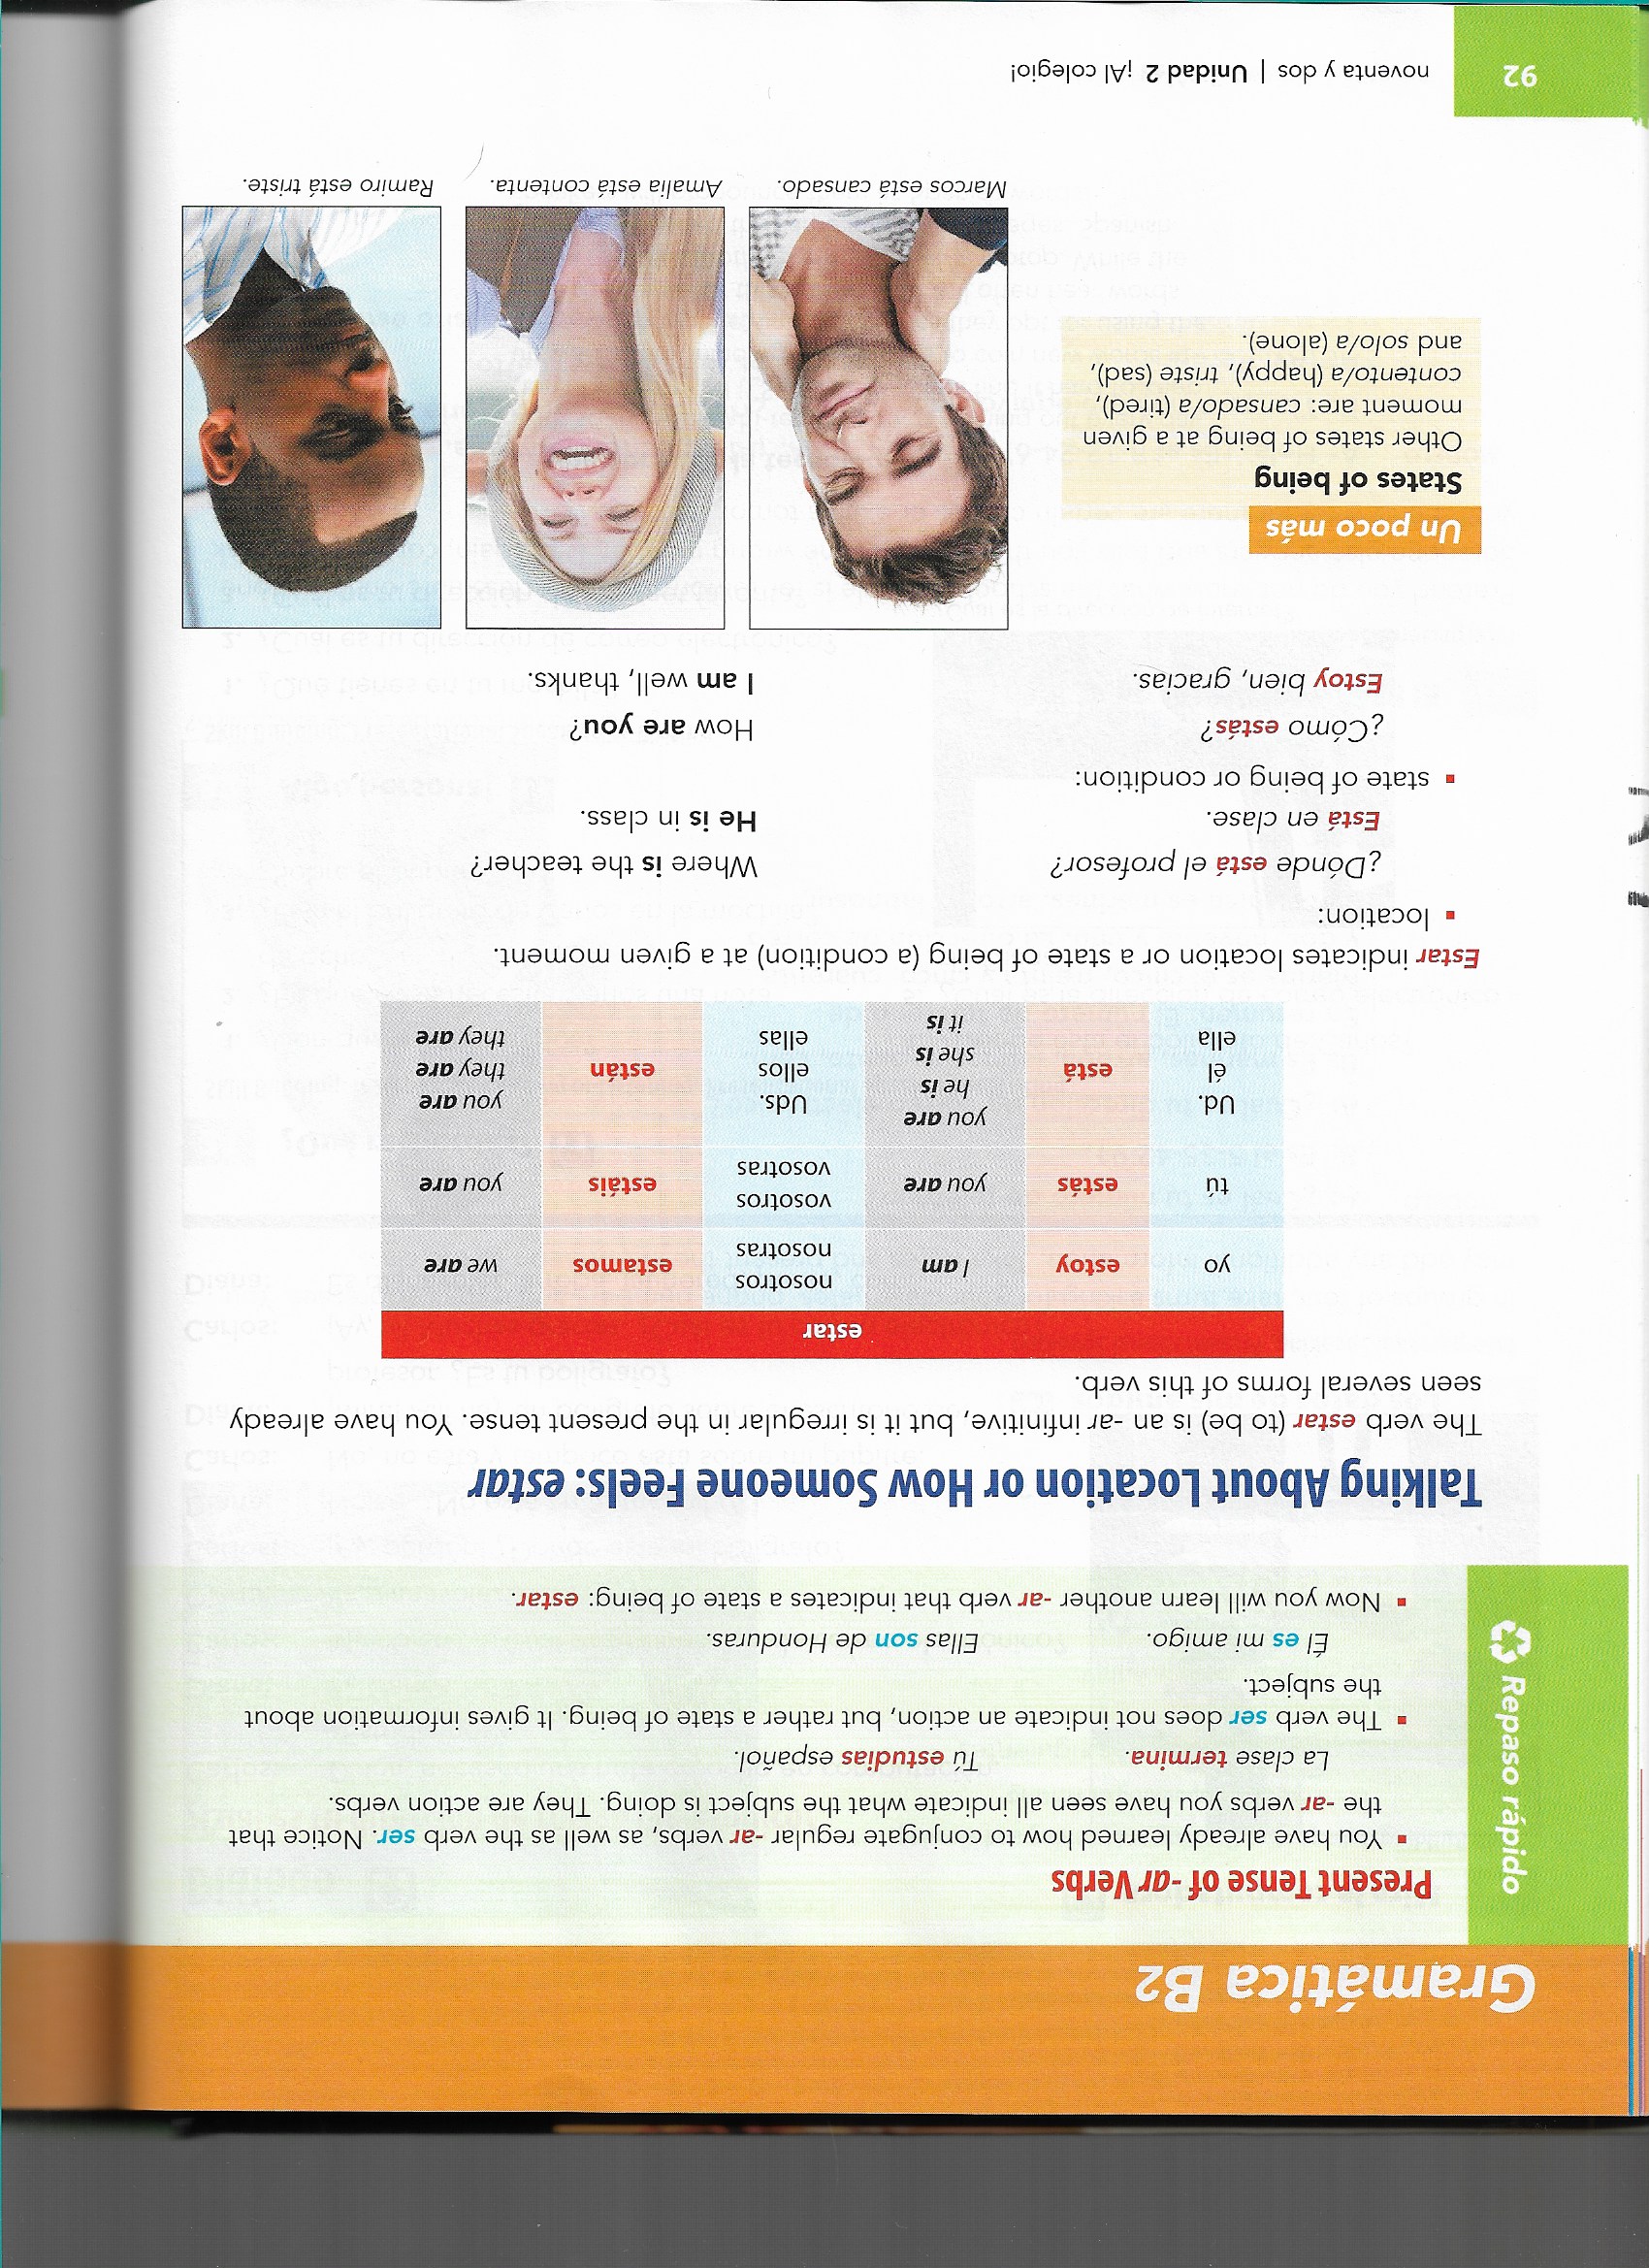 Gramática B2
Repaso rápido
Present Tense of -ar Verbs
▪ You have already learned how to conjugate regular -ar verbs, as well as the verb ser. Notice that
the -ar verbs you have seen all indicate what the subject is doing. They are action verbs.
La clase termina. Tú estudias español.
▪ The verb ser does not indicate an action, but rather a state of being. It gives information about
the subject.
Él es mi amigo. Ellas son de Honduras.
▪ Now you will learn another -ar verb that indicates a state of being: estar.
Talking About Location or How Someone Feels: estar
The verb estar (to be) is an -ar infinitive, but it is irregular in the present tense. You have already
seen several forms of this verb.
estar
yo estoy I am nosotros nosotras estamos we are
tú estás you are vosotros vosotras estáis you are
Ud. él ella está you are he is she is it is Uds. ellos ellas están you are they are they are
Estar indicates location or a state of being (a condition) at a given moment.
▪ location:
¿Dónde está el profesor? Where is the teacher?
Está en clase. He is in class.
▪ state of being or condition:
¿Cómo estás? How are you?
Estoy bien, gracias. I am well, thanks.
Un poco más
States of being
Other states of being at a given
moment are: cansado/a (tired),
contento/a (happy), triste (sad),
and solo/a (alone).
Marcos está cansado. Amalia está contenta. Ramiro está triste.
92 noventa y dos | Unidad 2 ¡Al colegio!